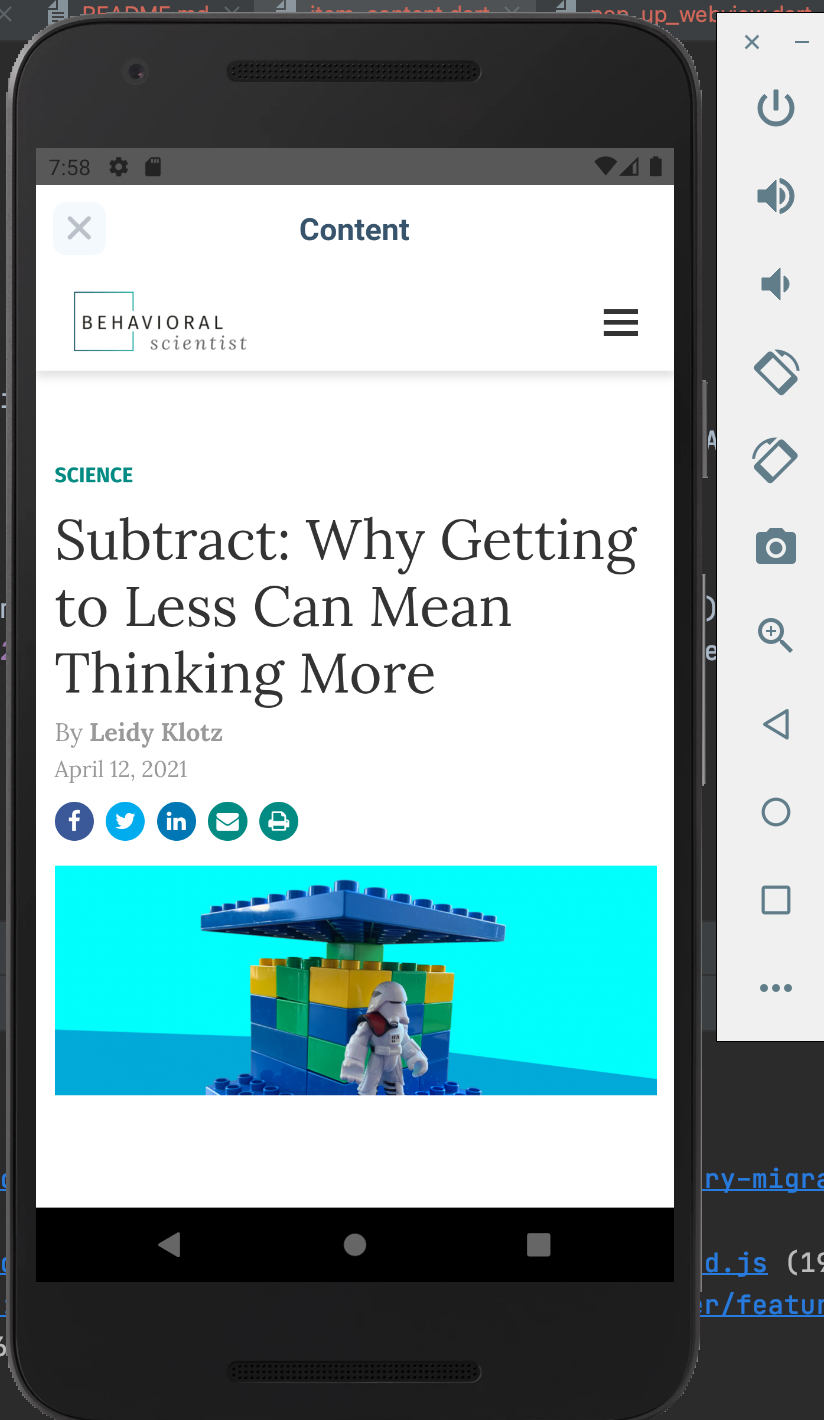 README.md
item_content.dart
pop_up_webview.dart
7:58
Content
BEHAVIORAL
scientist
SCIENCE
Subtract: Why Getting
to Less Can Mean
Thinking More
By Leidy Klotz
April 12, 2021
ry-migra
d.js (19
er/featur